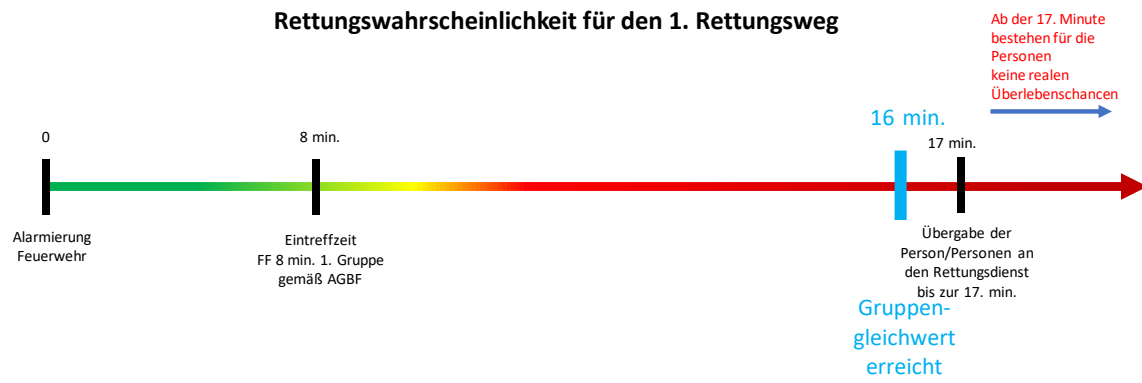 Rettungswahrscheinlichkeit für den 1. Rettungsweg
Ab der 17. Minute
bestehen für die
Personen
keine realen
Überlebenschancen
0
8 min.
16 min.
17 min.
Alarmierung
Feuerwehr
Eintreffzeit
FF 8 min. 1. Gruppe
gemäß AGBF
Übergabe der
Person/Personen an
den Rettungsdienst
bis zur 17. min.
Gruppen-
gleichwert
erreicht